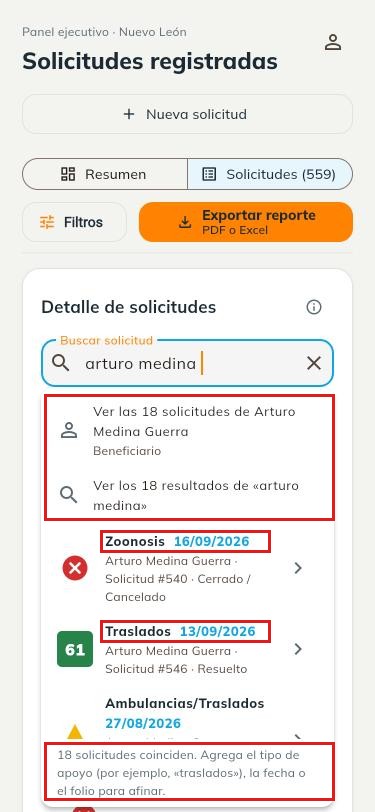 Panel ejecutivo · Nuevo León
Solicitudes registradas
Nueva solicitud
Resumen
Solicitudes (559)
Filtros
Exportar reporte
PDF o Excel
Detalle de solicitudes
Buscar solicitud
arturo medina
Ver las 18 solicitudes de Arturo
Medina Guerra
Beneficiario
Ver los 18 resultados de «arturo
medina»
Zoonosis 16/09/2026
Arturo Medina Guerra ·
Solicitud #540 · Cerrado /
Cancelado
61
Traslados 13/09/2026
Arturo Medina Guerra ·
Solicitud #546 · Resuelto
Ambulancias/Traslados
27/08/2026
18 solicitudes coinciden. Agrega el tipo de
apoyo (por ejemplo, «traslados»), la fecha o
el folio para afinar.